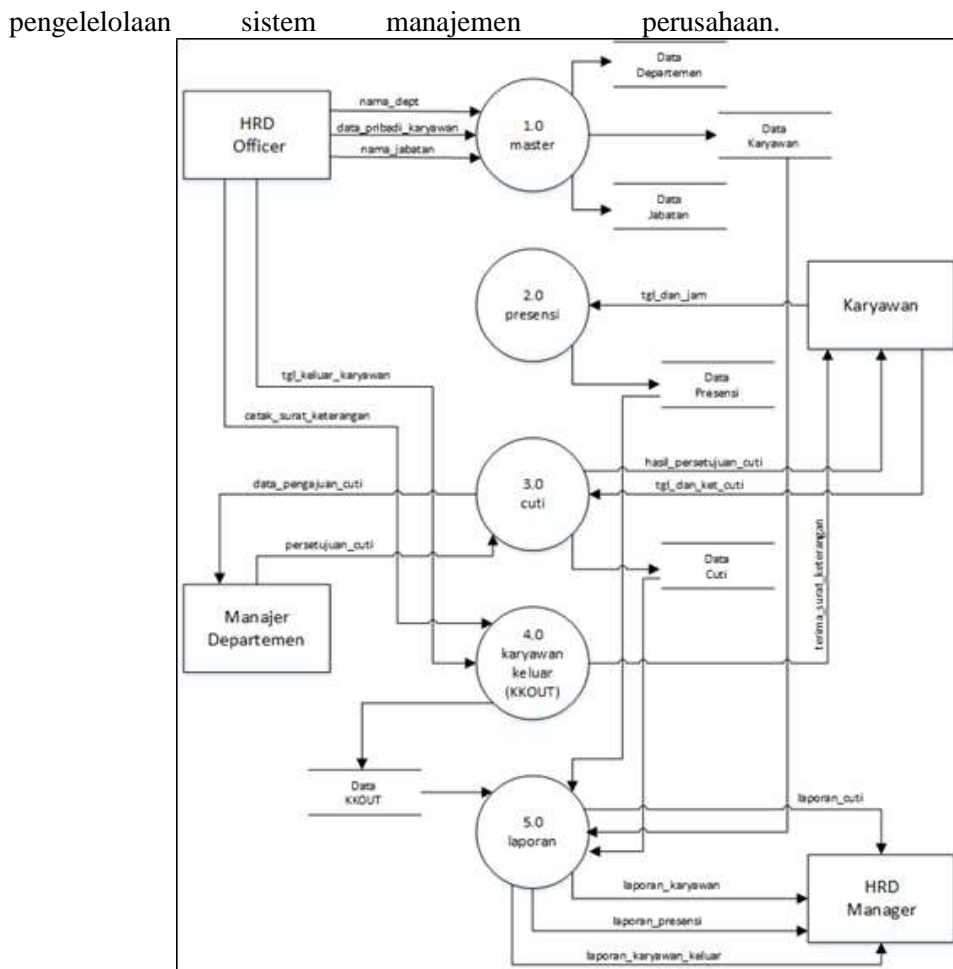 pengelelolaan sistem manajemen perusahaan.
Data
Departemen
nama_dept
HRD
Officer
data_pribadi_karyawan
1.0
master
Data
Karyawan
nama_jabatan
Data
Jabatan
2.0
presensi
tgl_dan_jam
Karyawan
tgl_keluar_karyawan
Data
Presensi
cetak_surat_keterangan
hasil_persetujuan_cuti
data_pengajuan_cuti
3.0
cuti
tgl_dan_ket_cuti
persetujuan_cuti
Data
Cuti
terima_surat_keterangan
Manajer
Departemen
4.0
karyawan
keluar
(KKOUT)
Data
KKOUT
5.0
laporan
laporan_cuti
laporan_karyawan
HRD
Manager
laporan_presensi
laporan_karyawan_keluar